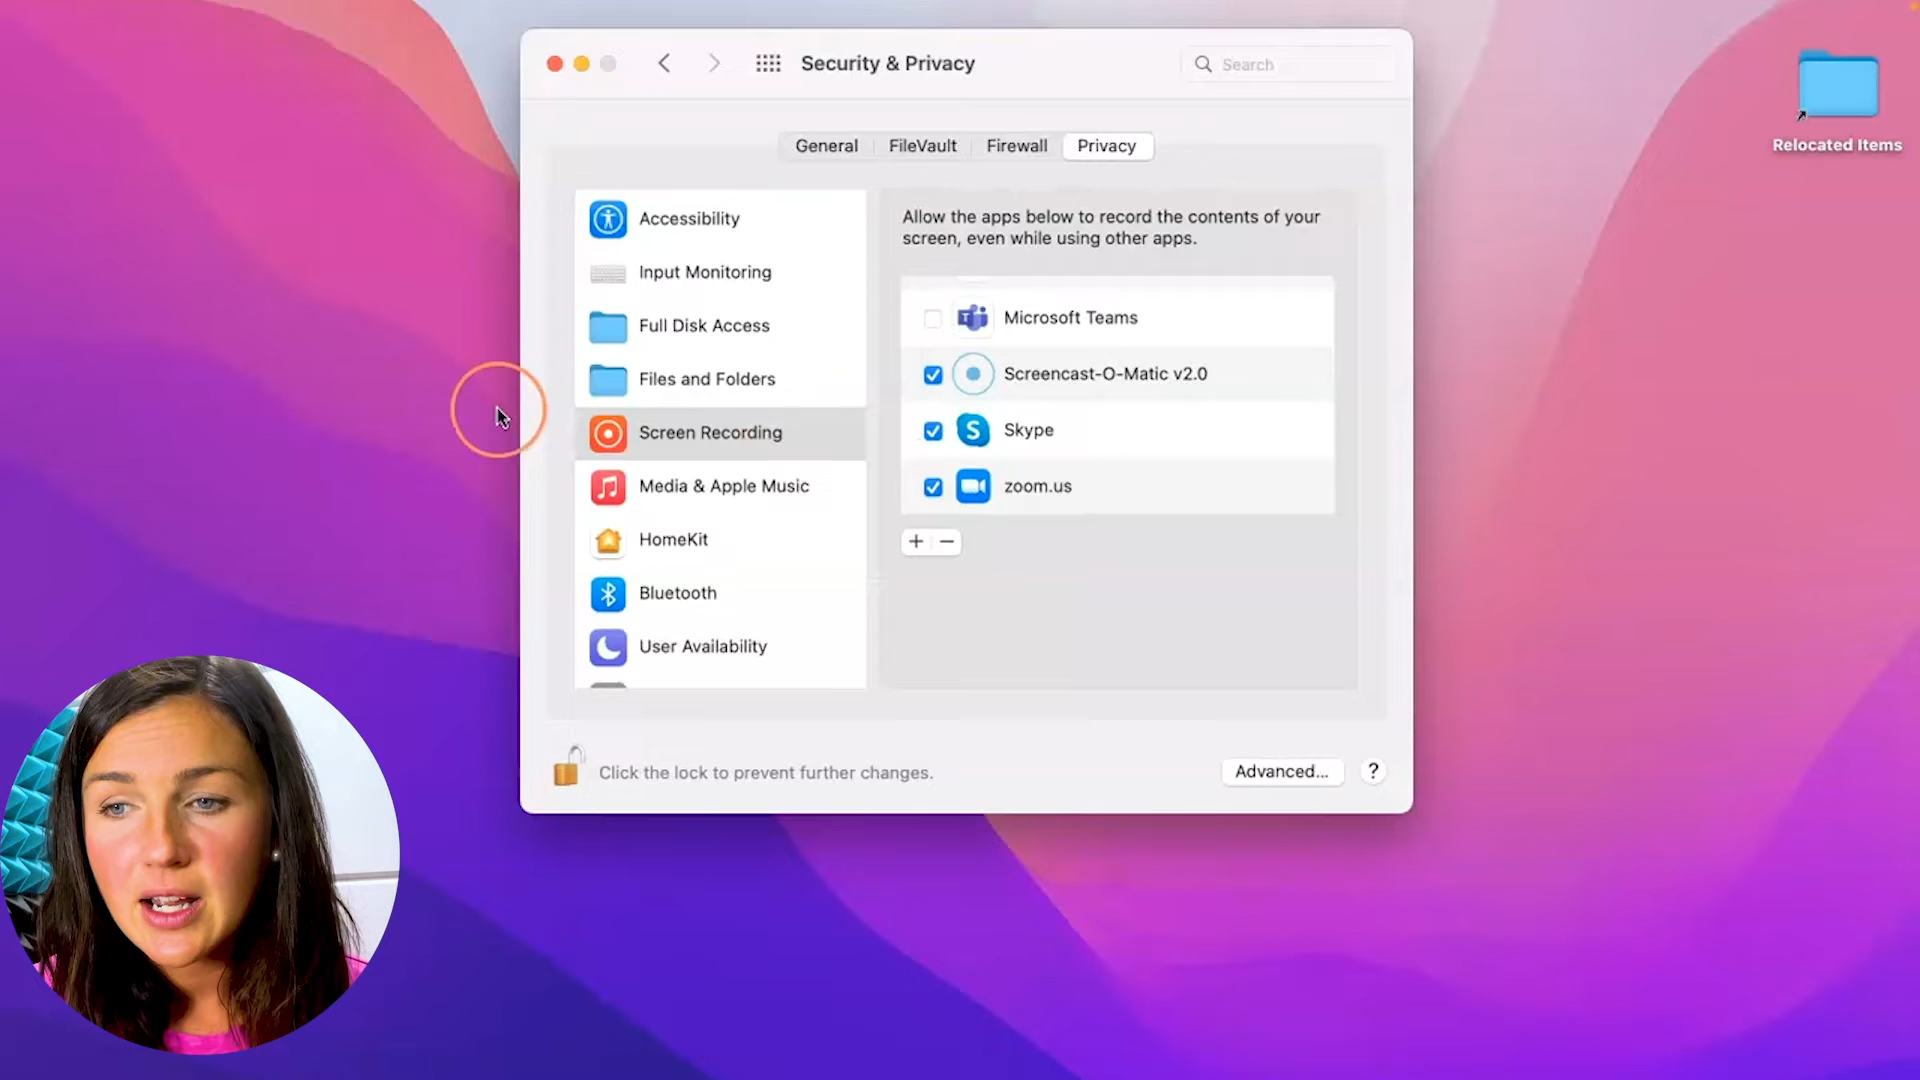 Security & Privacy
Search
Relocated Items
General
FileVault
Firewall
Privacy
Accessibility
Input Monitoring
Full Disk Access
Files and Folders
Screen Recording
Media & Apple Music
HomeKit
Bluetooth
User Availability
Allow the apps below to record the contents of your
screen, even while using other apps.
Microsoft Teams
Screencast-O-Matic v2.0
Skype
zoom.us
+ −
Click the lock to prevent further changes.
Advanced...
?